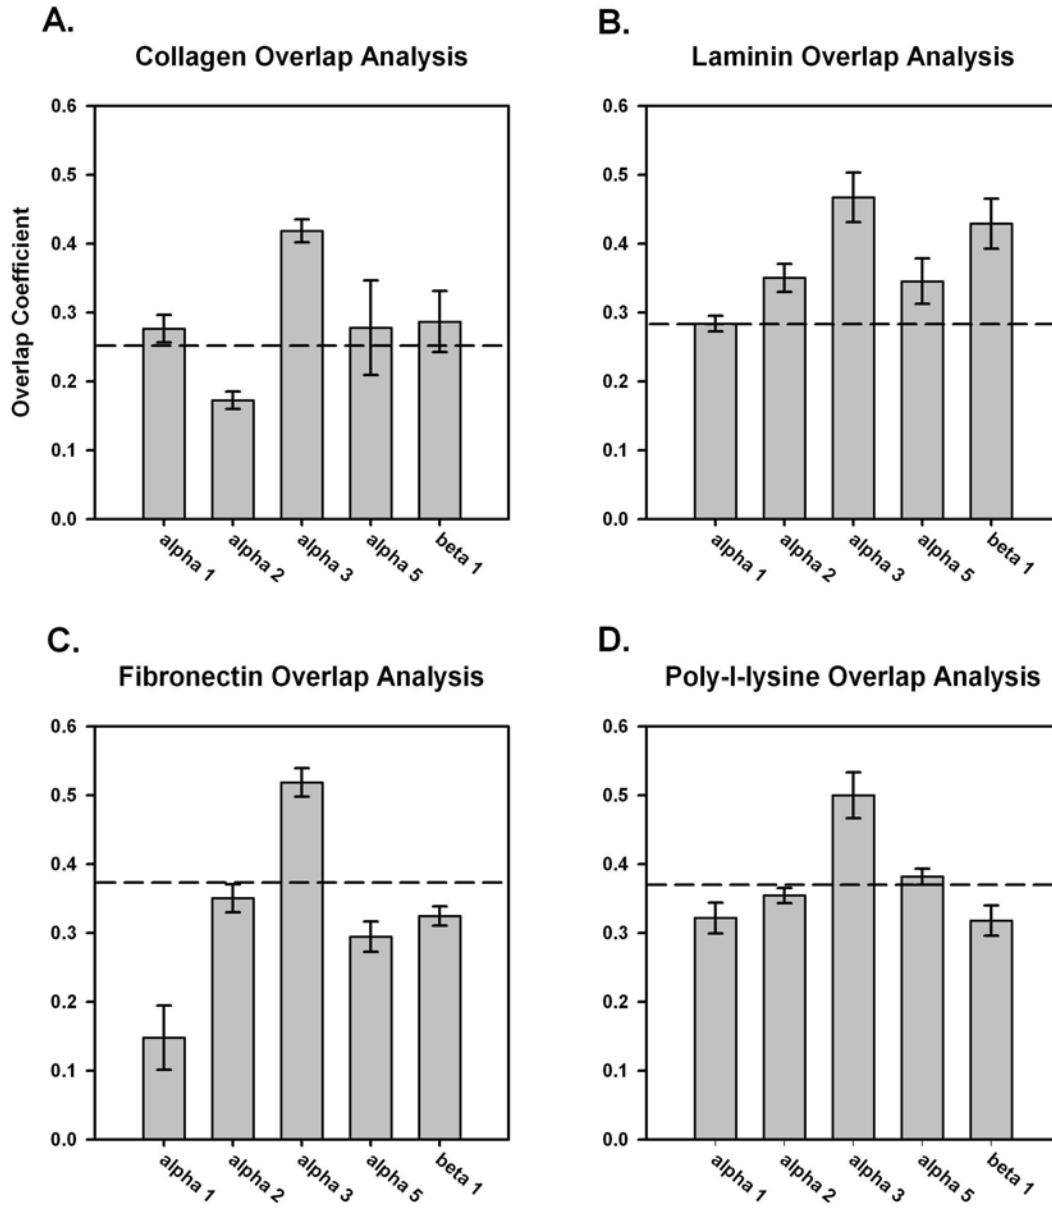 A.
Collagen Overlap Analysis
Overlap Coefficient
0.6
0.5
0.4
0.3
0.2
0.1
0.0
alpha 1
alpha 2
alpha 3
alpha 5
beta 1
B.
Laminin Overlap Analysis
0.6
0.5
0.4
0.3
0.2
0.1
0.0
alpha 1
alpha 2
alpha 3
alpha 5
beta 1
C.
Fibronectin Overlap Analysis
0.6
0.5
0.4
0.3
0.2
0.1
0.0
alpha 1
alpha 2
alpha 3
alpha 5
beta 1
D.
Poly-l-lysine Overlap Analysis
0.6
0.5
0.4
0.3
0.2
0.1
0.0
alpha 1
alpha 2
alpha 3
alpha 5
beta 1